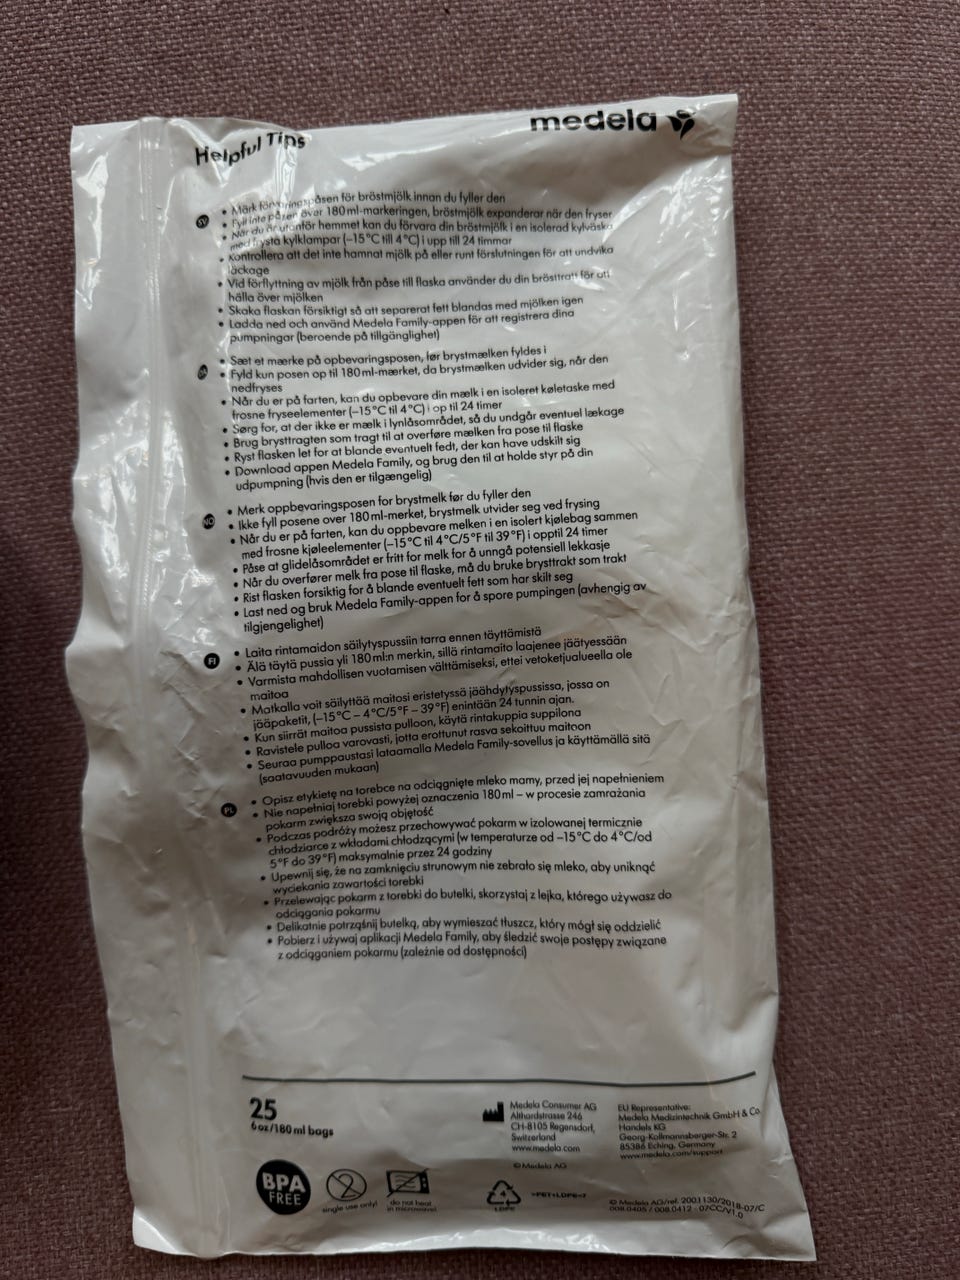 medela
Helpful Tips
SV
• Märk förvaringspåsen för bröstmjölk innan du fyller den
• Fyll inte påsen över 180 ml-markeringen, bröstmjölk expanderar när den fryser
• När du är utanför hemmet kan du förvara din bröstmjölk i en isolerad kylväska
med frysta kylklampar (–15 °C till 4 °C) i upp till 24 timmar
• Kontrollera att det inte hamnat mjölk på eller runt förslutningen för att undvika
läckage
• Vid förflyttning av mjölk från påse till flaska använder du din brösttratt för att
hälla över mjölken
• Skaka flaskan försiktigt så att separerat fett blandas med mjölken igen
• Ladda ned och använd Medela Family-appen för att registrera dina
pumpningar (beroende på tillgänglighet)
DA
• Sæt et mærke på opbevaringsposen, før brystmælken fyldes i
• Fyld kun posen op til 180 ml-mærket, da brystmælken udvider sig, når den
nedfryses
• Når du er på farten, kan du opbevare din mælk i en isoleret køletaske med
frosne fryseelementer (–15 °C til 4 °C) i op til 24 timer
• Sørg for, at der ikke er mælk i lynlåsområdet, så du undgår eventuel lækage
• Brug brysttragten som tragt til at overføre mælken fra pose til flaske
• Ryst flasken let for at blande eventuelt fedt, der kan have udskilt sig
• Download appen Medela Family, og brug den til at holde styr på din
udpumpning (hvis den er tilgængelig)
NO
• Merk oppbevaringsposen for brystmelk før du fyller den
• Ikke fyll posene over 180 ml-merket, brystmelk utvider seg ved frysing
• Når du er på farten, kan du oppbevare melken i en isolert kjølebag sammen
med frosne kjøleelementer (–15 °C til 4 °C/5 °F til 39 °F) i opptil 24 timer
• Påse at glidelåsområdet er fritt for melk for å unngå potensiell lekkasje
• Når du overfører melk fra pose til flaske, må du bruke brysttrakt som trakt
• Rist flasken forsiktig for å blande eventuelt fett som har skilt seg
• Last ned og bruk Medela Family-appen for å spore pumpingen (avhengig av
tilgjengelighet)
FI
• Laita rintamaidon säilytyspussiin tarra ennen täyttämistä
• Älä täytä pussia yli 180 ml:n merkin, sillä rintamaito laajenee jäätyessään
• Varmista mahdollisen vuotamisen välttämiseksi, ettei vetoketjualueella ole
maitoa
• Matkalla voit säilyttää maitosi eristetyssä jäähdytyspussissa, jossa on
jääpaketit, (–15 °C – 4 °C/5 °F – 39 °F) enintään 24 tunnin ajan.
• Kun siirrät maitoa pussista pulloon, käytä rintakuppia suppilona
• Ravistele pulloa varovasti, jotta erottunut rasva sekoittuu maitoon
• Seuraa pumppaustasi lataamalla Medela Family-sovellus ja käyttämällä sitä
(saatavuuden mukaan)
PL
• Opisz etykietę na torebce na odciągnięte mleko mamy, przed jej napełnieniem
• Nie napełniaj torebki powyżej oznaczenia 180 ml – w procesie zamrażania
pokarm zwiększa swoją objętość
• Podczas podróży możesz przechowywać pokarm w izolowanej termicznie
chłodziarce z wkładami chłodzącymi (w temperaturze od –15 °C do 4 °C/od
5 °F do 39 °F) maksymalnie przez 24 godziny
• Upewnij się, że na zamknięciu strunowym nie zebrało się mleko, aby uniknąć
wyciekania zawartości torebki
• Przelewając pokarm z torebki do butelki, skorzystaj z lejka, którego używasz do
odciągania pokarmu
• Delikatnie potrząśnij butelką, aby wymieszać tłuszcz, który mógł się oddzielić
• Pobierz i używaj aplikacji Medela Family, aby śledzić swoje postępy związane
z odciąganiem pokarmu (zależnie od dostępności)
25
6 oz/180 ml bags
Medela Consumer AG
Althardstrasse 246
CH-8105 Regensdorf,
Switzerland
www.medela.com
© Medela AG
EU Representative:
Medela Medizintechnik GmbH & Co.
Handels KG
Georg-Kollmannsberger-Str. 2
85386 Eching, Germany
www.medela.com/support
BPA
FREE
2
single use only!
do not heat
in microwave!
4
LDPE
>PET+LDPE<7
© Medela AG/ref. 2001130/2018-07/C
008.0405 / 008.0412 - 07CC/V1.0